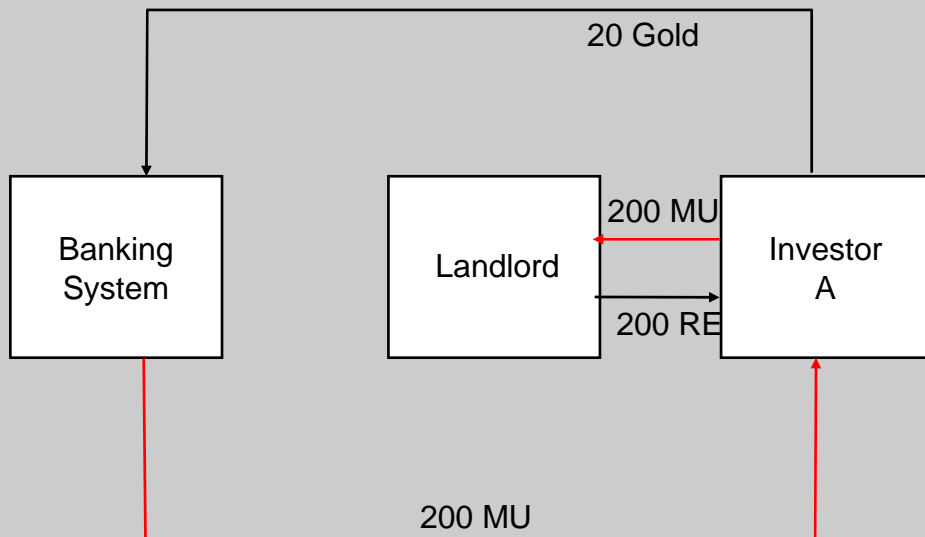 20 Gold
Banking
System
Landlord
200 MU
200 RE
Investor
A
200 MU